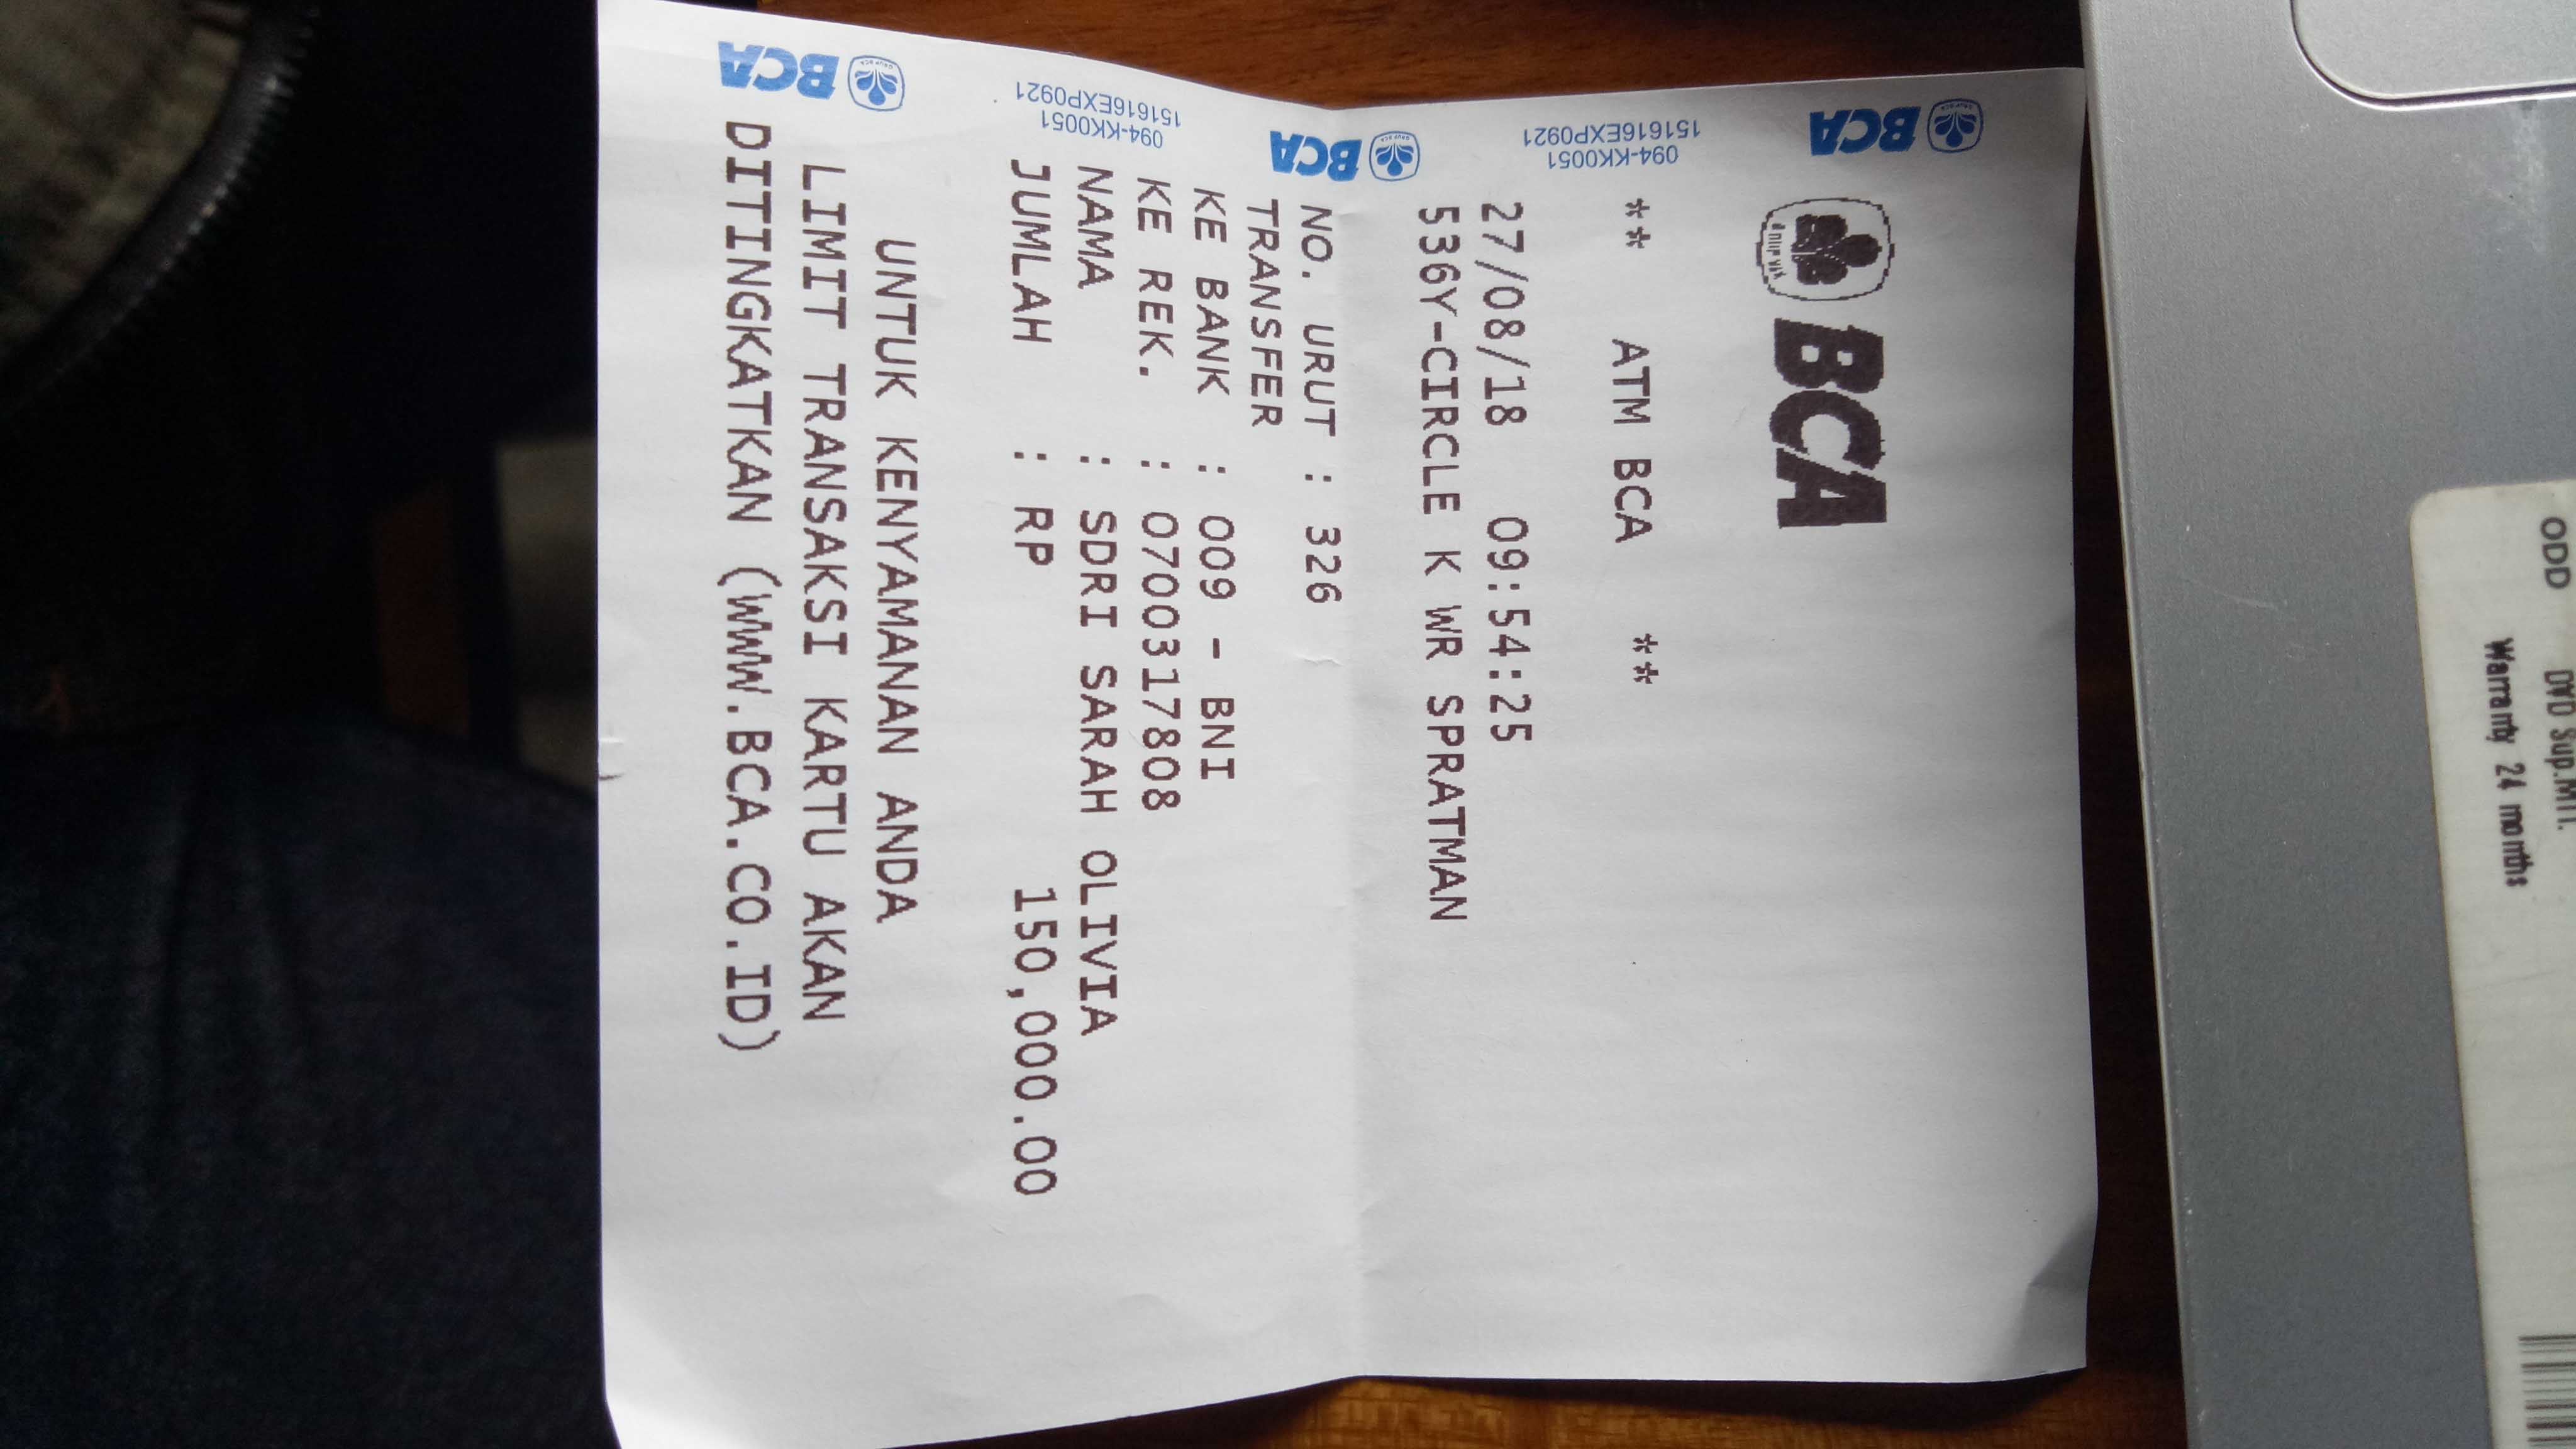 BCA
** ATM BCA **
27/08/18 09:54:25
536Y-CIRCLE K WR SPRATMAN
NO. URUT : 326
TRANSFER
KE BANK : 009 - BNI
KE REK. : 0700317808
NAMA : SDRI SARAH OLIVIA
JUMLAH : RP 150,000.00
UNTUK KENYAMANAN ANDA
LIMIT TRANSAKSI KARTU AKAN
DITINGKATKAN (WWW.BCA.CO.ID)
BCA
094-KK0051
151616EXP0921
BCA
094-KK0051
151616EXP0921
BCA
ODD DVD Sup.M
Warranty 24 months